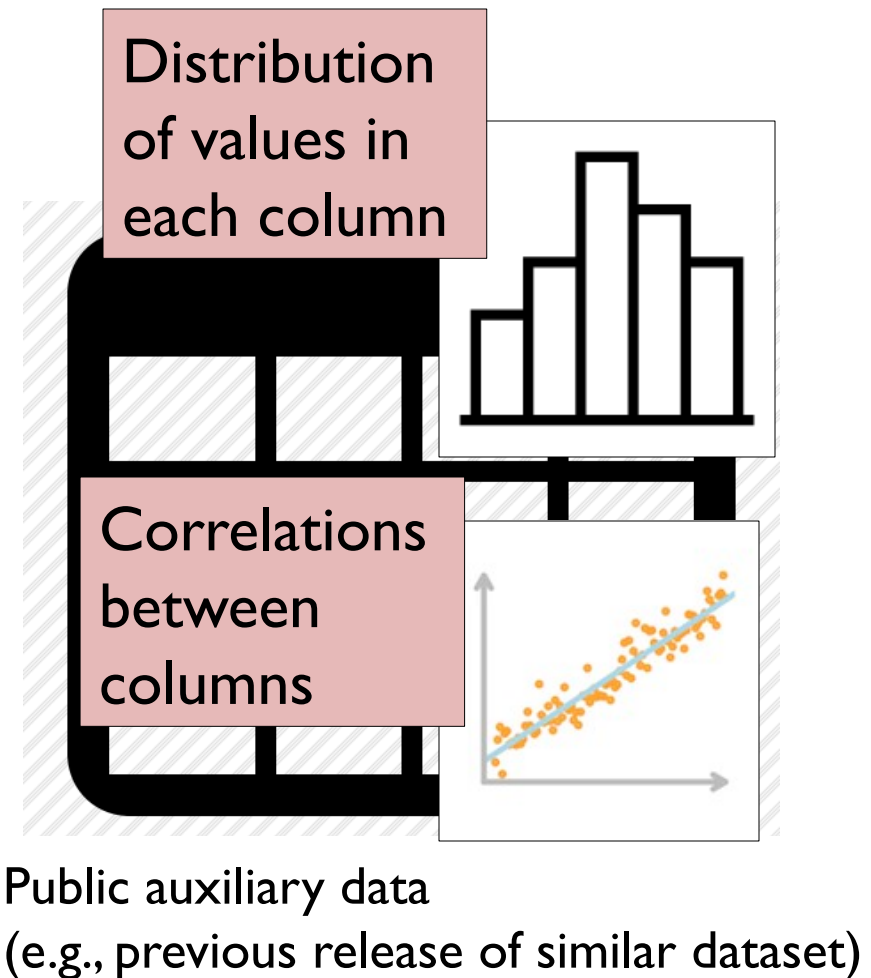 Distribution
of values in
each column
Correlations
between
columns
Public auxiliary data
(e.g., previous release of similar dataset)